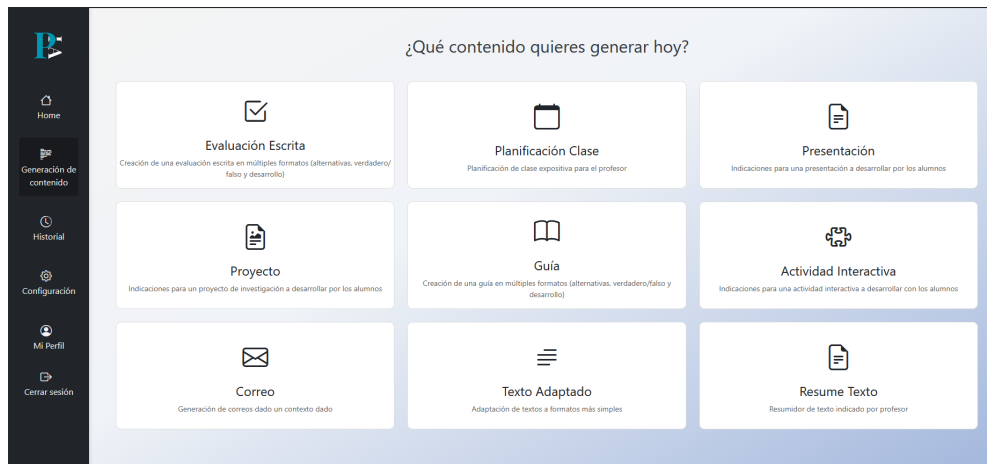 ¿Qué contenido quieres generar hoy?
Home
Generación de
contenido
Historial
Configuración
Mi Perfil
Cerrar sesión
Evaluación Escrita
Creación de una evaluación escrita en múltiples formatos (alternativas, verdadero/
falso y desarrollo)
Planificación Clase
Planificación de clase expositiva para el profesor
Presentación
Indicaciones para una presentación a desarrollar por los alumnos
Proyecto
Indicaciones para un proyecto de investigación a desarrollar por los alumnos
Guía
Creación de una guía en múltiples formatos (alternativas, verdadero/falso y
desarrollo)
Actividad Interactiva
Indicaciones para una actividad interactiva a desarrollar con los alumnos
Correo
Generación de correos dado un contexto dado
Texto Adaptado
Adaptación de textos a formatos más simples
Resume Texto
Resumidor de texto indicado por profesor